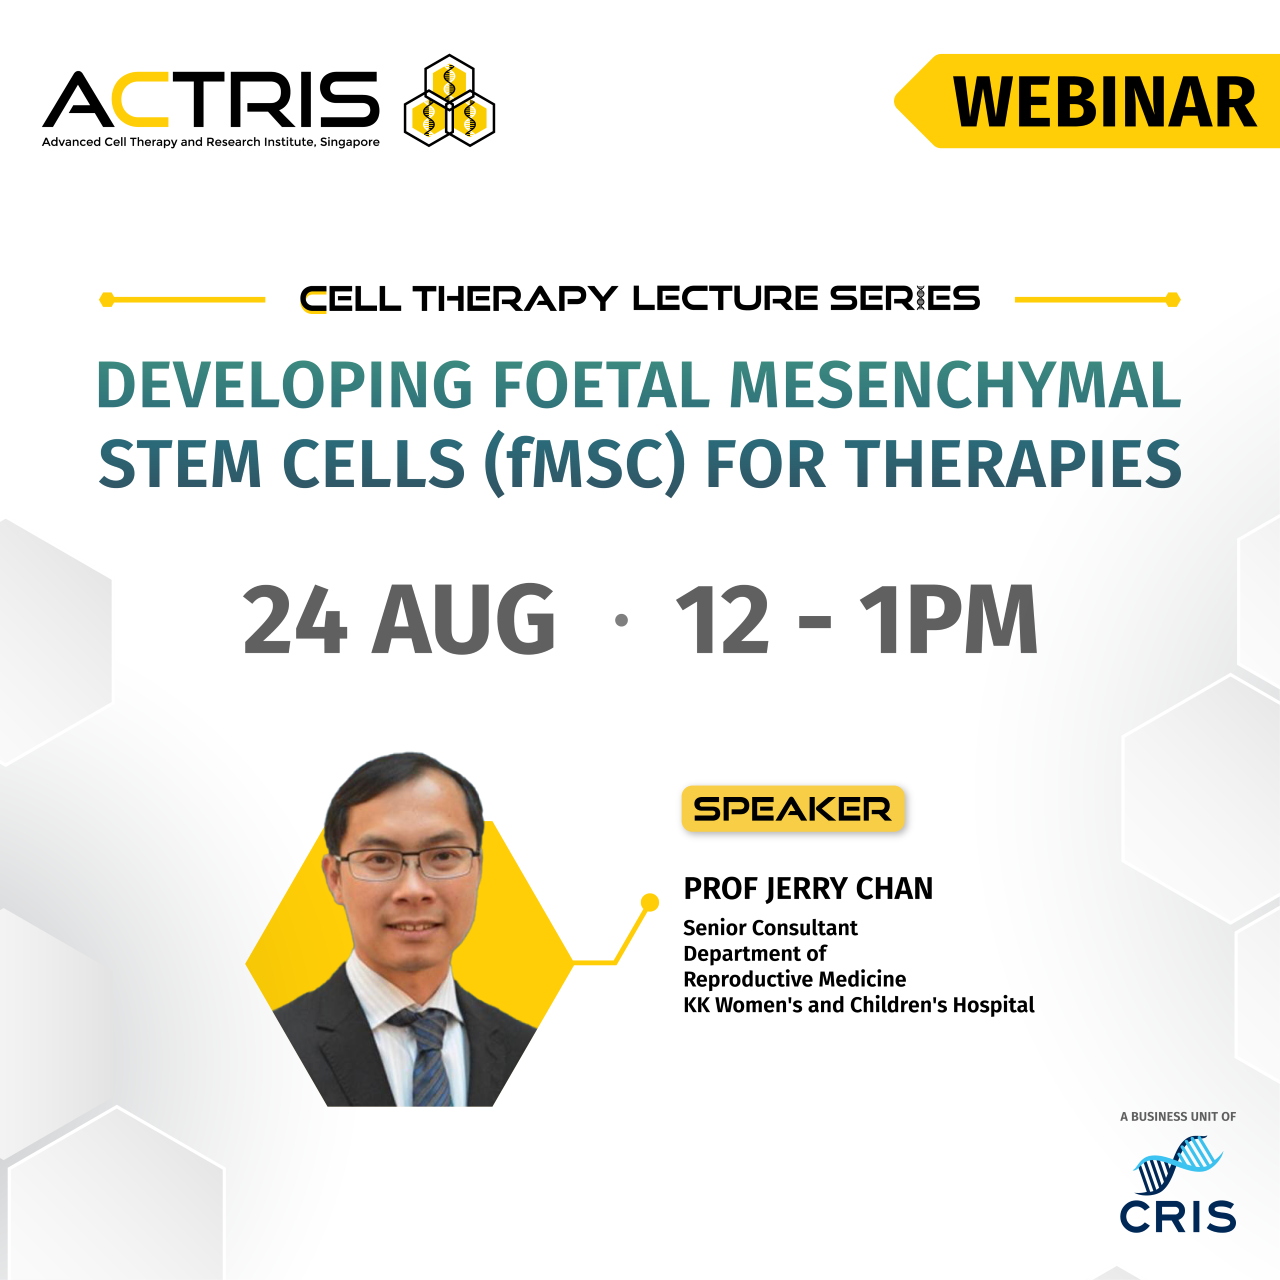 ACTRIS
Advanced Cell Therapy and Research Institute, Singapore
WEBINAR
CELL THERAPY LECTURE SERIES
DEVELOPING FOETAL MESENCHYMAL
STEM CELLS (fMSC) FOR THERAPIES
24 AUG · 12 - 1PM
SPEAKER
PROF JERRY CHAN
Senior Consultant
Department of
Reproductive Medicine
KK Women's and Children's Hospital
A BUSINESS UNIT OF
CRIS